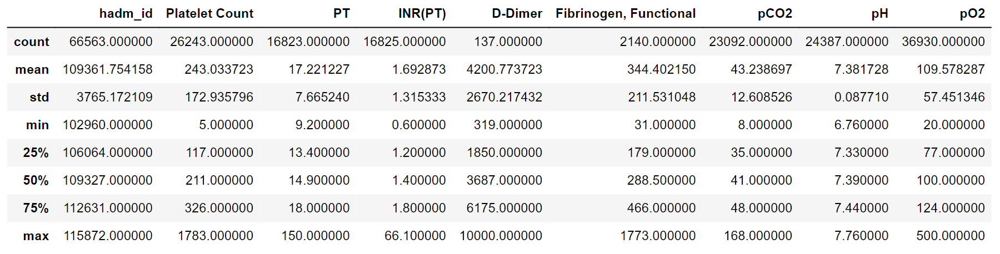 hadm_id Platelet Count PT INR(PT) D-Dimer Fibrinogen, Functional pCO2 pH pO2
count 66563.000000 26243.000000 16823.000000 16825.000000 137.000000 2140.000000 23092.000000 24387.000000 36930.000000
mean 109361.754158 243.033723 17.221227 1.692873 4200.773723 344.402150 43.238697 7.381728 109.578287
std 3765.172109 172.935796 7.665240 1.315333 2670.217432 211.531048 12.608526 0.087710 57.451346
min 102960.000000 5.000000 9.200000 0.600000 319.000000 31.000000 8.000000 6.760000 20.000000
25% 106064.000000 117.000000 13.400000 1.200000 1850.000000 179.000000 35.000000 7.330000 77.000000
50% 109327.000000 211.000000 14.900000 1.400000 3687.000000 288.500000 41.000000 7.390000 100.000000
75% 112631.000000 326.000000 18.000000 1.800000 6175.000000 466.000000 48.000000 7.440000 124.000000
max 115872.000000 1783.000000 150.000000 66.100000 10000.000000 1773.000000 168.000000 7.760000 500.000000